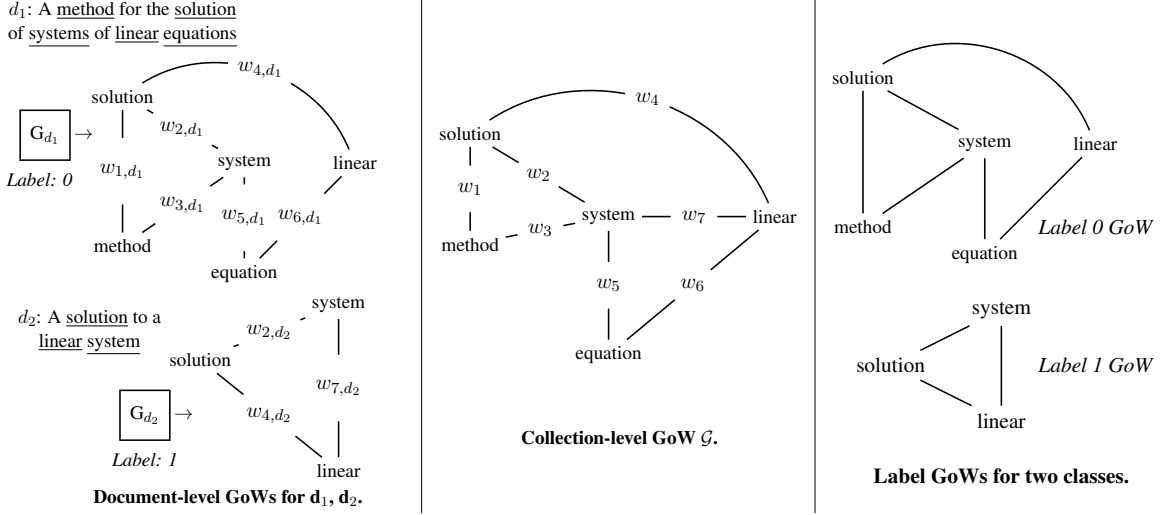 d₁: A method for the solution
of systems of linear equations
w₄,d₁
solution
G_d₁ →
w₂,d₁
Label: 0
w₁,d₁
system
linear
w₃,d₁
w₅,d₁
w₆,d₁
method
equation
d₂: A solution to a
linear system
system
w₂,d₂
solution
w₇,d₂
G_d₂ →
w₄,d₂
Label: 1
linear
Document-level GoWs for d₁, d₂.
w₄
solution
w₁
w₂
system
w₇
linear
method
w₃
w₅
w₆
equation
Collection-level GoW 𝒢.
solution
system
linear
method
equation
Label 0 GoW
system
solution
Label 1 GoW
linear
Label GoWs for two classes.